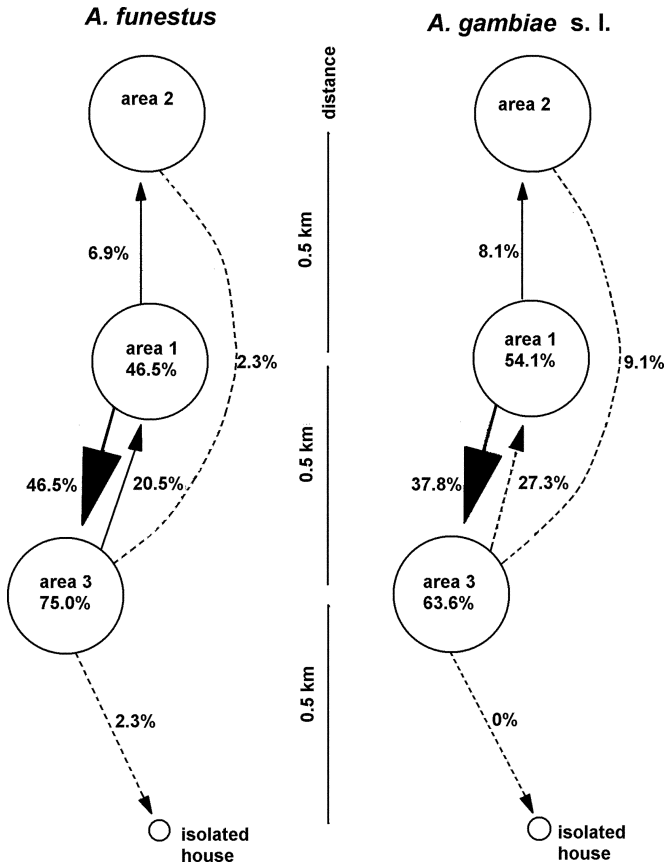 A. funestus
area 2
6.9%
area 1
46.5%
2.3%
46.5%
20.5%
area 3
75.0%
2.3%
isolated
house
distance
0.5 km
0.5 km
0.5 km
A. gambiae s. l.
area 2
8.1%
area 1
54.1%
9.1%
37.8%
27.3%
area 3
63.6%
0%
isolated
house